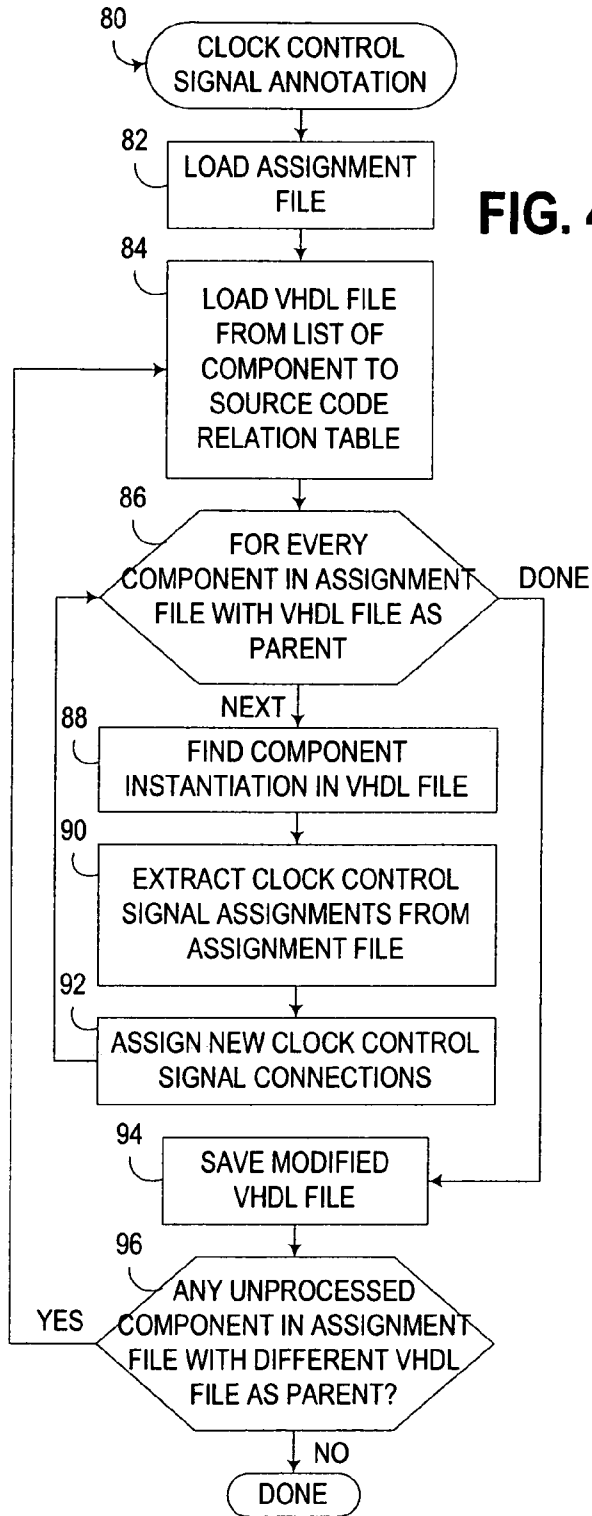 80
CLOCK CONTROL
SIGNAL ANNOTATION
82
LOAD ASSIGNMENT
FILE
FIG. 4
84
LOAD VHDL FILE
FROM LIST OF
COMPONENT TO
SOURCE CODE
RELATION TABLE
86
FOR EVERY
COMPONENT IN ASSIGNMENT
FILE WITH VHDL FILE AS
PARENT
DONE
NEXT
88
FIND COMPONENT
INSTANTIATION IN VHDL FILE
90
EXTRACT CLOCK CONTROL
SIGNAL ASSIGNMENTS FROM
ASSIGNMENT FILE
92
ASSIGN NEW CLOCK CONTROL
SIGNAL CONNECTIONS
94
SAVE MODIFIED
VHDL FILE
96
ANY UNPROCESSED
COMPONENT IN ASSIGNMENT
FILE WITH DIFFERENT VHDL
FILE AS PARENT?
YES
NO
DONE